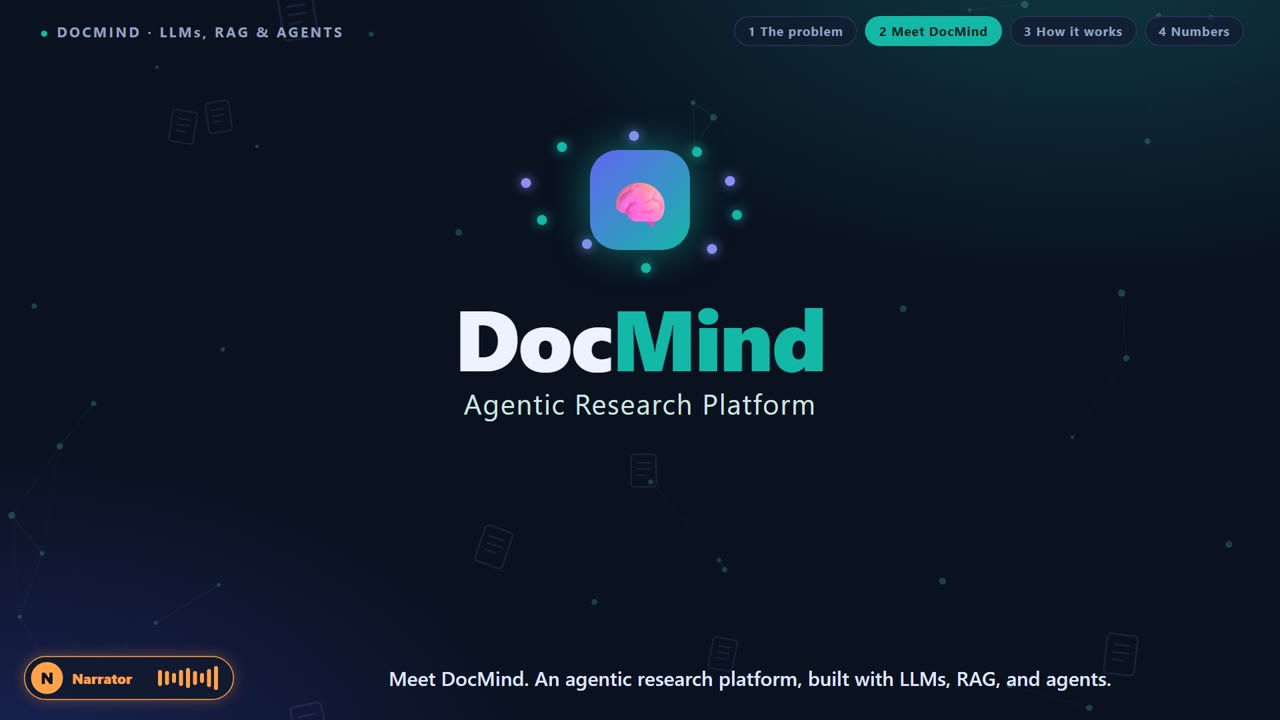 DOCMIND · LLMs, RAG & AGENTS
1 The problem
2 Meet DocMind
3 How it works
4 Numbers
DocMind
Agentic Research Platform
N Narrator
Meet DocMind. An agentic research platform, built with LLMs, RAG, and agents.